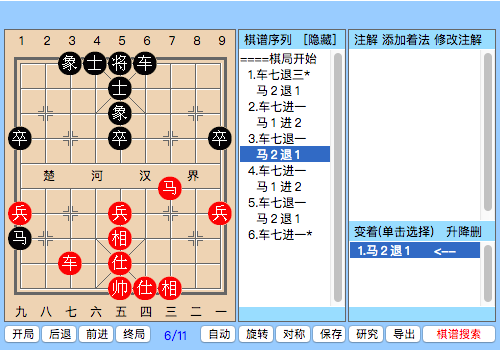 1 2 3 4 5 6 7 8 9
象 士 将 车
士
象
卒 卒 卒
楚 河 汉 界
马
兵 兵 兵
马 相
车 仕
帅 仕 相
九 八 七 六 五 四 三 二 一
棋谱序列 [隐藏]
====棋局开始
1.车七退三*
马2退1
2.车七进一
马1进2
3.车七退一
马2退1
4.车七进一
马1进2
5.车七退一
马2退1
6.车七进一*
注解 添加着法 修改注解
变着(单击选择) 升降删
1.马2退1 <--
开局 后退 前进 终局 6/11 自动 旋转 对称 保存 研究 导出 棋谱搜索